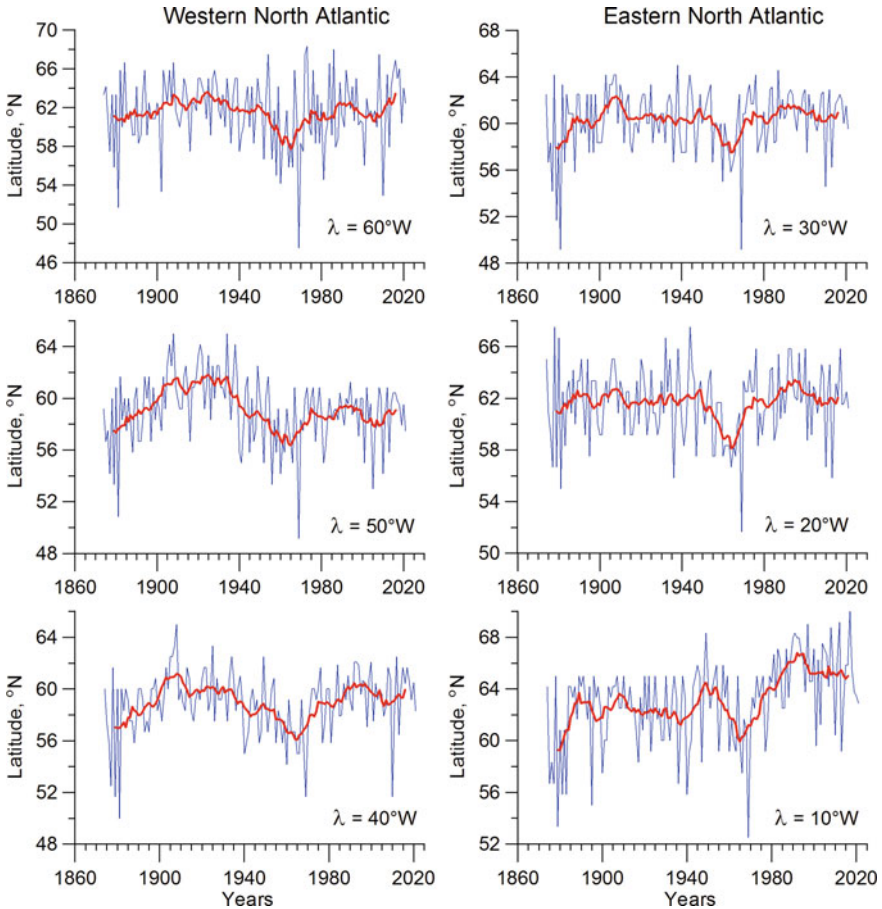 Western North Atlantic
Eastern North Atlantic
Latitude, °N
70
66
62
58
54
50
46
λ = 60°W
1860 1900 1940 1980 2020
Latitude, °N
68
64
60
56
52
48
λ = 30°W
1860 1900 1940 1980 2020
Latitude, °N
64
60
56
52
48
λ = 50°W
1860 1900 1940 1980 2020
Latitude, °N
66
62
58
54
50
λ = 20°W
1860 1900 1940 1980 2020
Latitude, °N
64
60
56
52
48
λ = 40°W
1860 1900 1940 1980 2020
Years
Latitude, °N
68
64
60
56
52
λ = 10°W
1860 1900 1940 1980 2020
Years